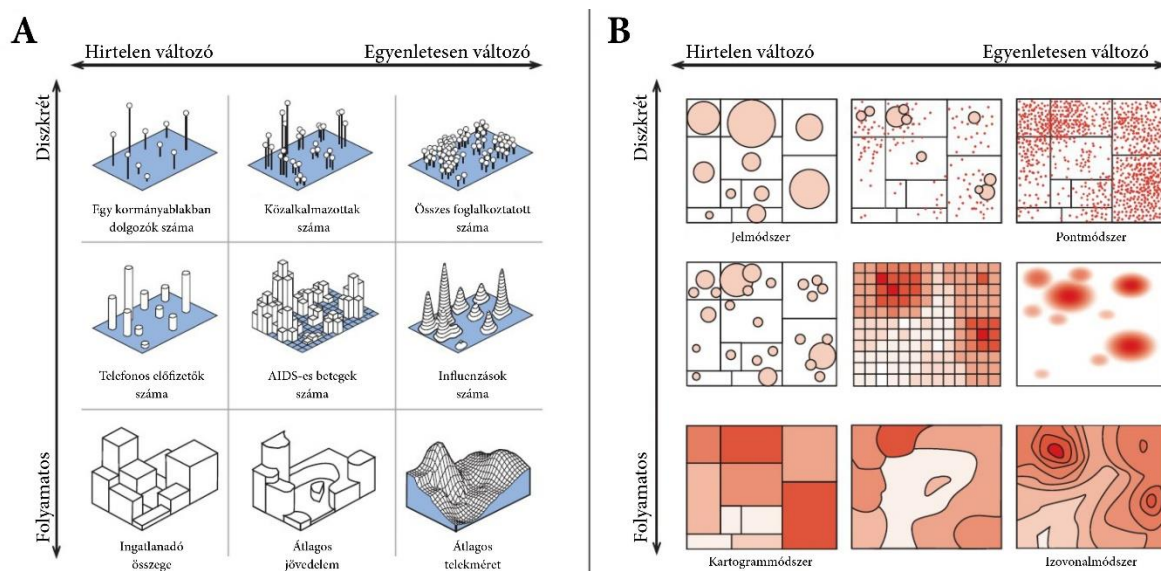 A
Hirtelen változó
Egyenletesen változó
Diszkrét
Folyamatos
Egy kormányablakban
dolgozók száma
Közalkalmazottak
száma
Összes foglalkoztatott
száma
Telefonos előfizetők
száma
AIDS-es betegek
száma
Influenzások
száma
Ingatlanadó
összege
Átlagos
jövedelem
Átlagos
telekméret
B
Hirtelen változó
Egyenletesen változó
Diszkrét
Folyamatos
Jelmódszer
Pontmódszer
Kartogrammódszer
Izovonalmódszer